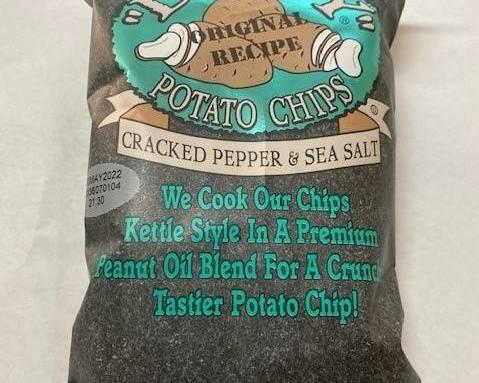 ORIGINAL
RECIPE
POTATO CHIPS
CRACKED PEPPER & SEA SALT
MAY2022
21:30
We Cook Our Chips
Kettle Style In A Premium
Peanut Oil Blend For A
Tastier Potato Chip!